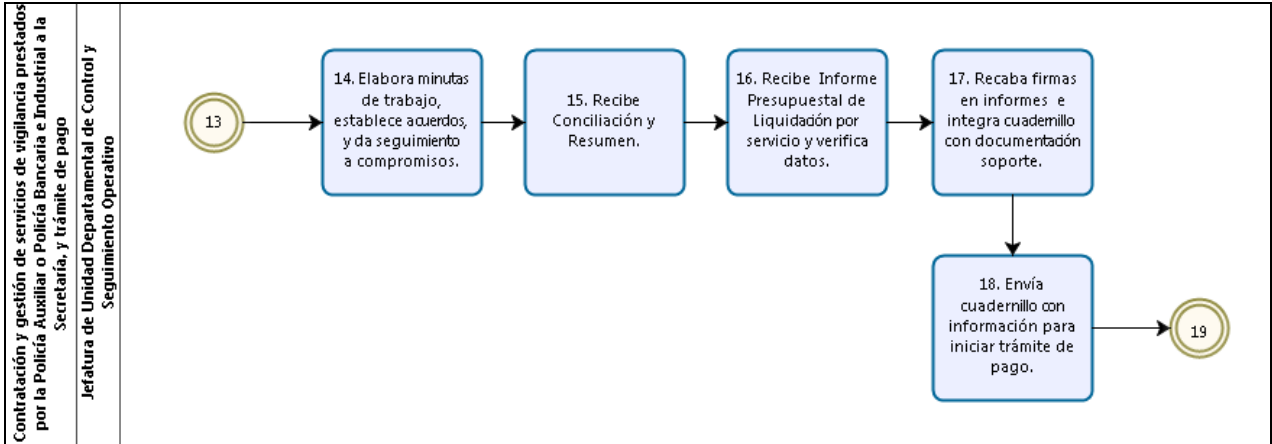 Contratación y gestión de servicios de vigilancia prestados
por la Policía Auxiliar o Policía Bancaria e Industrial a la
Secretaría, y trámite de pago
Jefatura de Unidad Departamental de Control y
Seguimiento Operativo
13
14. Elabora minutas
de trabajo,
establece acuerdos,
y da seguimiento
a compromisos.
15. Recibe
Conciliación y
Resumen.
16. Recibe Informe
Presupuestal de
Liquidación por
servicio y verifica
datos.
17. Recaba firmas
en informes e
integra cuadernillo
con documentación
soporte.
18. Envía
cuadernillo con
información para
iniciar trámite de
pago.
19